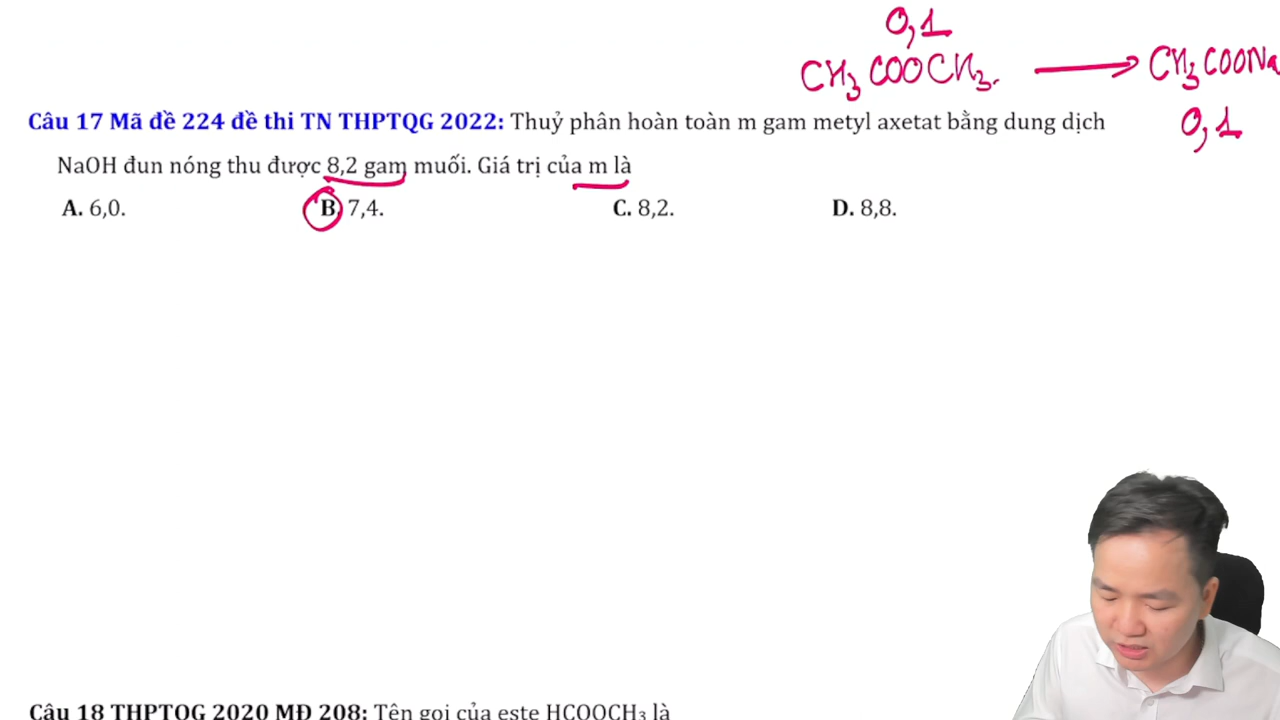 0,1
CH₃COOCH₃. → CH₃COONa
0,1
Câu 17 Mã đề 224 đề thi TN THPTQG 2022: Thuỷ phân hoàn toàn m gam metyl axetat bằng dung dịch
NaOH đun nóng thu được 8,2 gam muối. Giá trị của m là
A. 6,0. B. 7,4. C. 8,2. D. 8,8.
Câu 18 THPTQG 2020 MĐ 208: Tên gọi của este HCOOCH₃ là